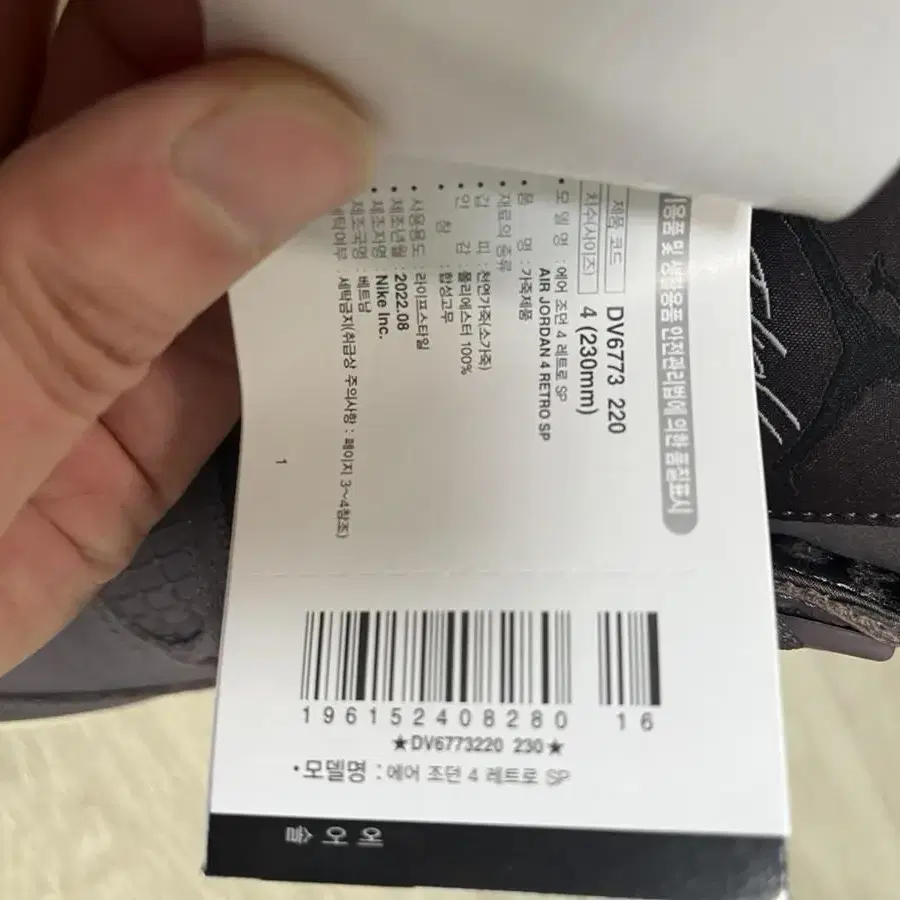 용품 및 생활용품 안전관리법에 의한 품질표시
제품 코드 DV6773 220
치수(사이즈) 4 (230mm)
• 모 델 명 : 에어 조던 4 레트로 SP
AIR JORDAN 4 RETRO SP
• 품 명 : 가죽제품
• 재료의 종류
• 겉 피 : 천연가죽(소가죽)
• 안 감 : 폴리에스터 100%
• 창 : 합성고무
• 사용용도 : 라이프스타일
• 제조년월 : 2022.08
• 제조자명 : Nike Inc.
제조국명 : 베트남
세탁여부 : 세탁금지(취급상 주의사항 : 페이지 3~4참조)
1
196152408280 16
★DV6773220 230★
•모델명 : 에어 조던 4 레트로 SP
에어솔